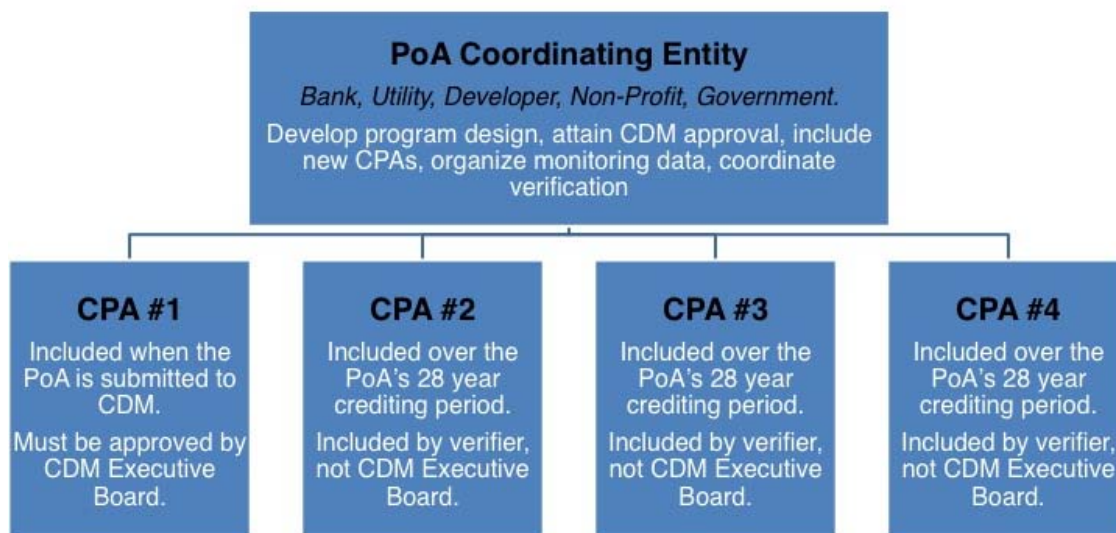 PoA Coordinating Entity
Bank, Utility, Developer, Non-Profit, Government.
Develop program design, attain CDM approval, include
new CPAs, organize monitoring data, coordinate
verification
CPA #1
Included when the
PoA is submitted to
CDM.
Must be approved by
CDM Executive
Board.
CPA #2
Included over the
PoA's 28 year
crediting period.
Included by verifier,
not CDM Executive
Board.
CPA #3
Included over the
PoA's 28 year
crediting period.
Included by verifier,
not CDM Executive
Board.
CPA #4
Included over the
PoA's 28 year
crediting period.
Included by verifier,
not CDM Executive
Board.